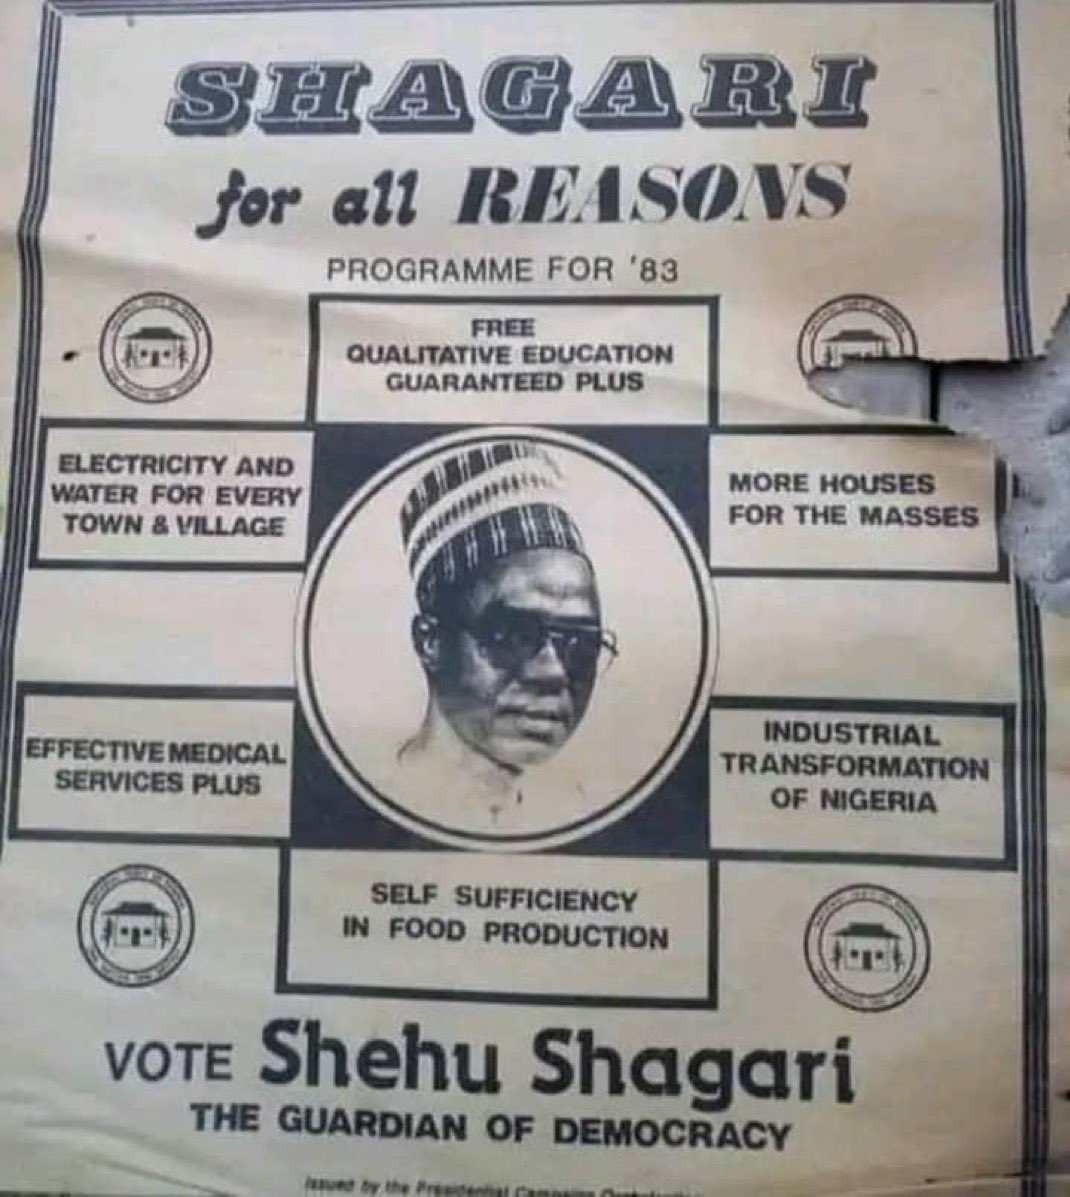 SHAGARI
for all REASONS
PROGRAMME FOR '83
FREE
QUALITATIVE EDUCATION
GUARANTEED PLUS
ELECTRICITY AND
WATER FOR EVERY
TOWN & VILLAGE
MORE HOUSES
FOR THE MASSES
EFFECTIVE MEDICAL
SERVICES PLUS
INDUSTRIAL
TRANSFORMATION
OF NIGERIA
SELF SUFFICIENCY
IN FOOD PRODUCTION
VOTE Shehu Shagari
THE GUARDIAN OF DEMOCRACY
Issued by the Presidential Campaign